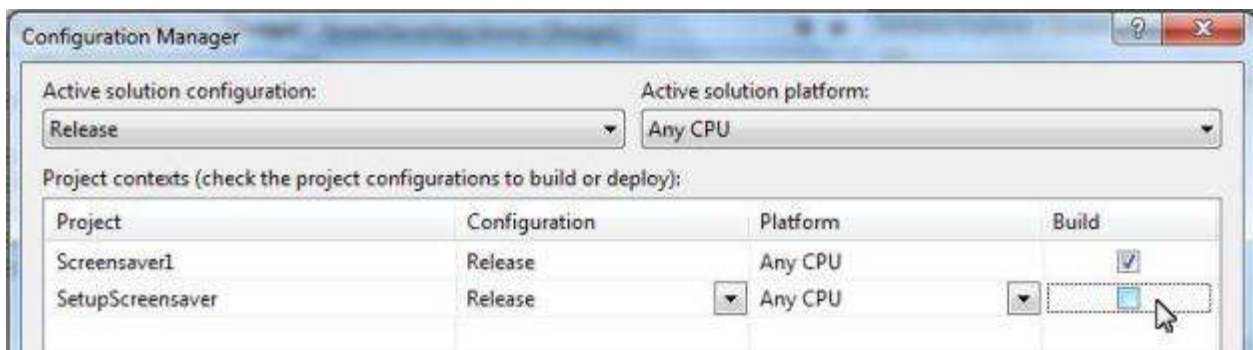 Configuration Manager
Active solution configuration: Active solution platform:
Release Any CPU
Project contexts (check the project configurations to build or deploy):
Project Configuration Platform Build
Screensaver1 Release Any CPU
SetupScreensaver Release Any CPU